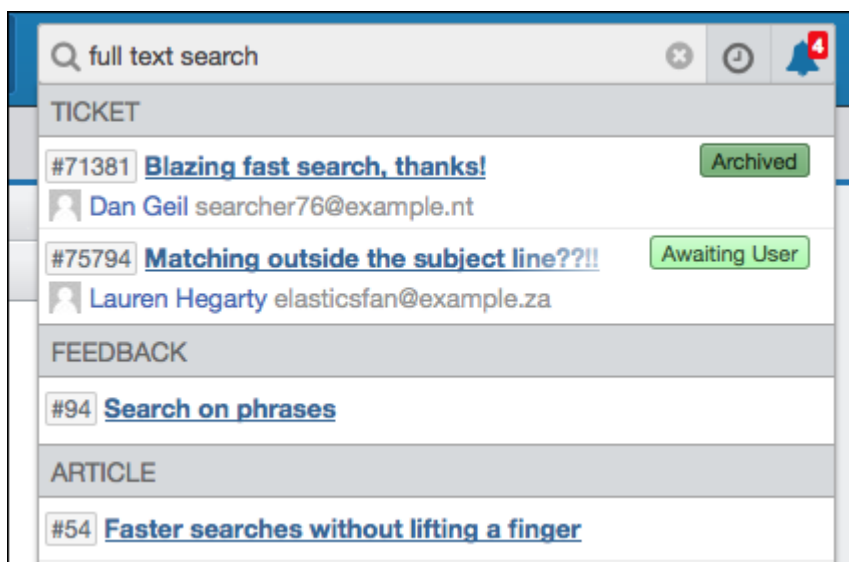 full text search
4
TICKET
#71381 Blazing fast search, thanks!
Archived
Dan Geil searcher76@example.nt
#75794 Matching outside the subject line??!!
Awaiting User
Lauren Hegarty elasticsfan@example.za
FEEDBACK
#94 Search on phrases
ARTICLE
#54 Faster searches without lifting a finger